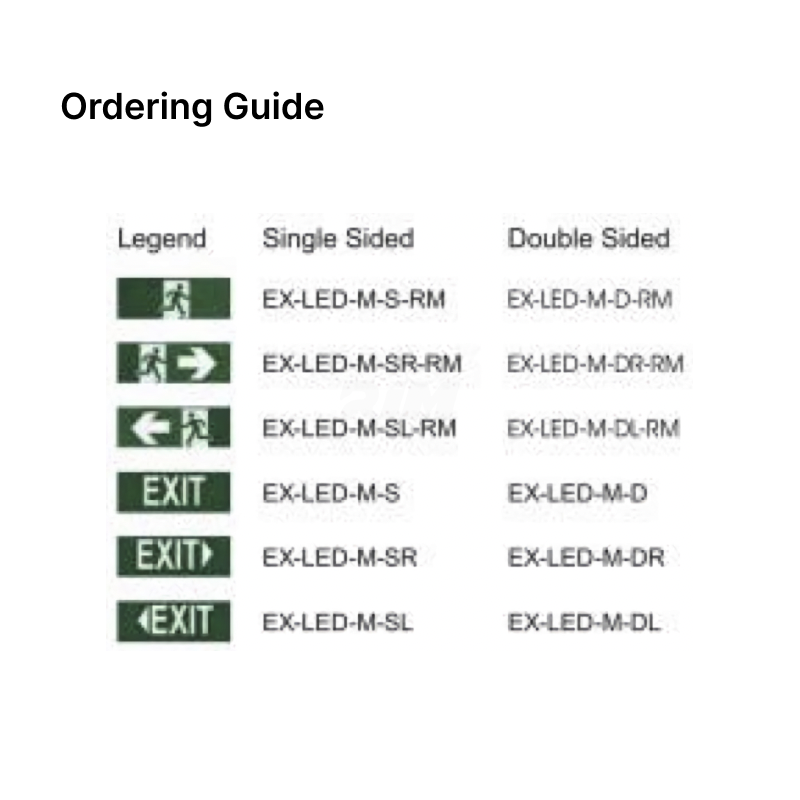 Ordering Guide
Legend Single Sided Double Sided
EX-LED-M-S-RM EX-LED-M-D-RM
EX-LED-M-SR-RM EX-LED-M-DR-RM
EX-LED-M-SL-RM EX-LED-M-DL-RM
EXIT EX-LED-M-S EX-LED-M-D
EXIT EX-LED-M-SR EX-LED-M-DR
EXIT EX-LED-M-SL EX-LED-M-DL